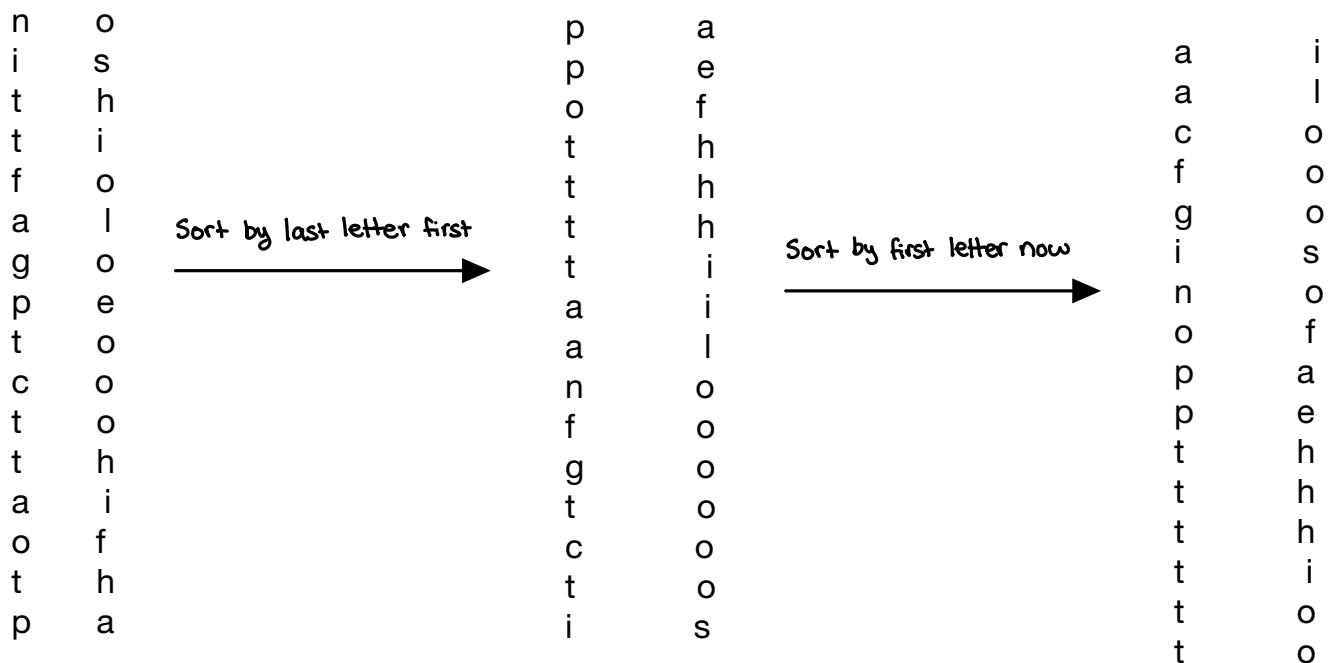 n o
i s
t h
t i
f o
a l
g o
p e
t o
c o
t o
t h
a i
o f
t h
p a
Sort by last letter first
p a
p e
o f
t h
t h
t h
t i
a i
a l
n o
f o
g o
t o
c o
t o
i s
Sort by first letter now
a i
a l
c o
f o
g o
i s
n o
o f
p a
p e
t h
t h
t h
t i
t o
t o